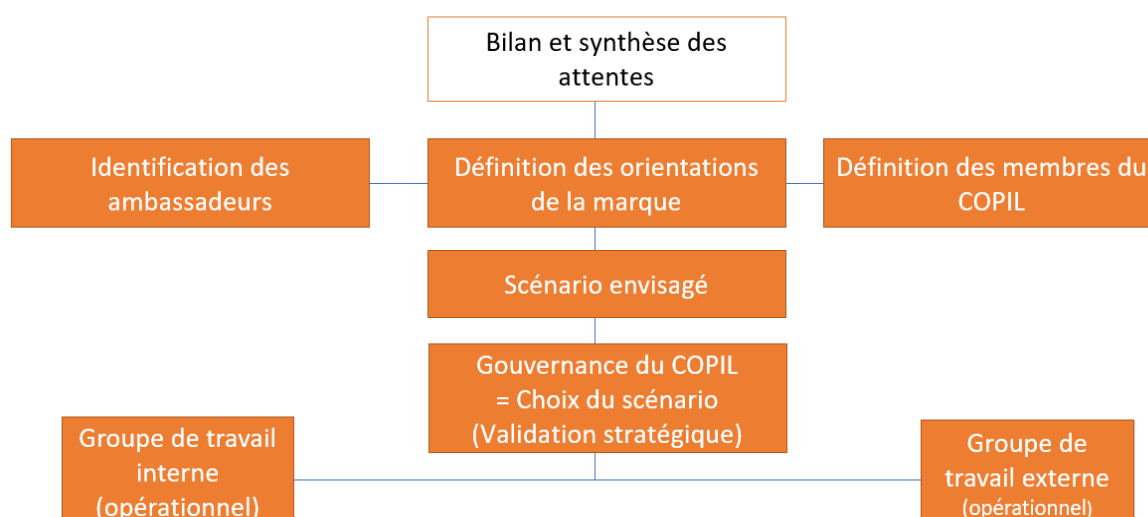 Bilan et synthèse des
attentes
Identification des
ambassadeurs
Définition des orientations
de la marque
Définition des membres du
COPIL
Scénario envisagé
Gouvernance du COPIL
= Choix du scénario
(Validation stratégique)
Groupe de travail
interne
(opérationnel)
Groupe de
travail externe
(opérationnel)